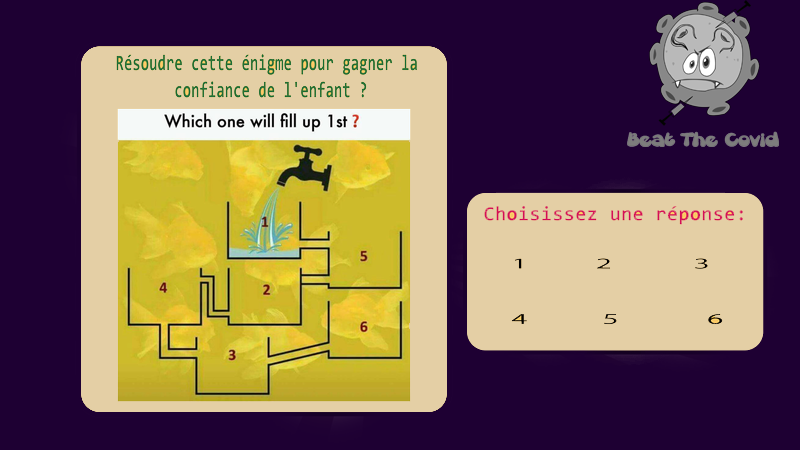 Résoudre cette énigme pour gagner la
confiance de l'enfant ?
Which one will fill up 1st ?
1
5
4
2
6
3
Beat The Covid
Choisissez une réponse:
1 2 3
4 5 6